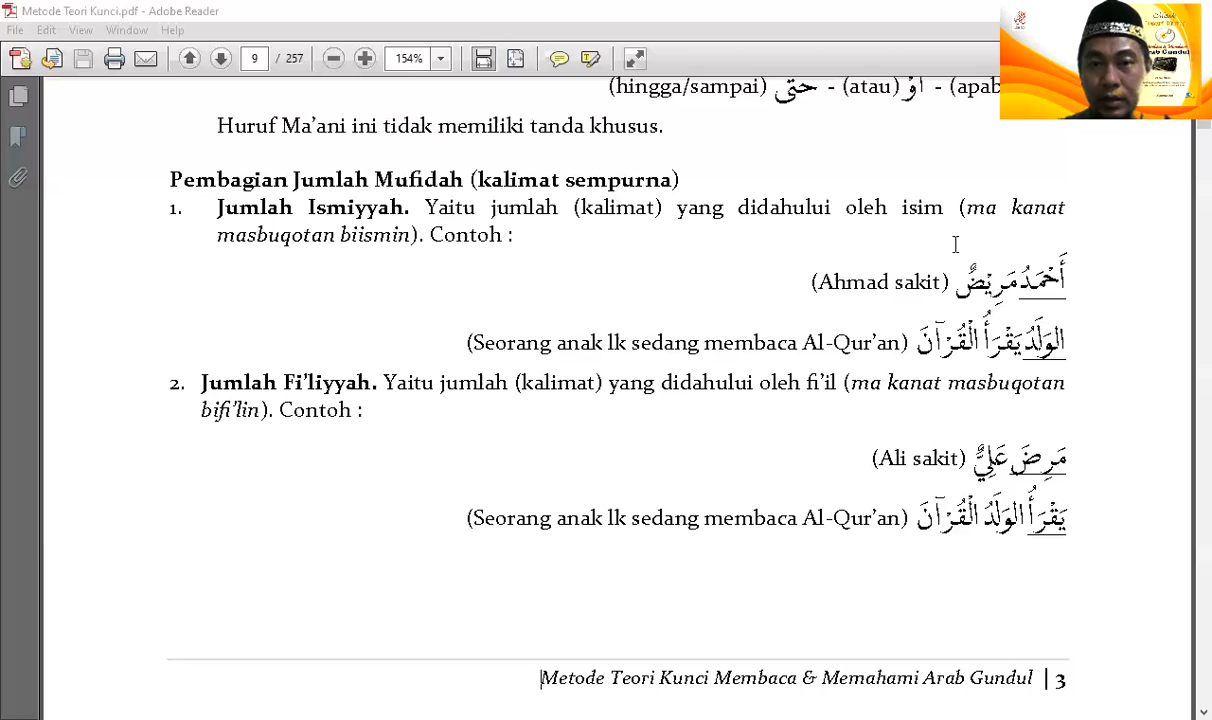 Metode Teori Kunci.pdf - Adobe Reader
File Edit View Window Help
9 / 257 154%
(hingga/sampai) حتى - (atau) اوْ - (apab
Huruf Ma'ani ini tidak memiliki tanda khusus.
Pembagian Jumlah Mufidah (kalimat sempurna)
1. Jumlah Ismiyyah. Yaitu jumlah (kalimat) yang didahului oleh isim (ma kanat
masbuqotan biismin). Contoh :
(Ahmad sakit) أَحْمَدُ مَرِيْضٌ
(Seorang anak lk sedang membaca Al-Qur'an) الوَلَدُ يَقْرَأُ الْقُرْآنَ
2. Jumlah Fi'liyyah. Yaitu jumlah (kalimat) yang didahului oleh fi'il (ma kanat masbuqotan
bifi'lin). Contoh :
(Ali sakit) مَرِضَ عَلِيٌّ
(Seorang anak lk sedang membaca Al-Qur'an) يَقْرَأُ الوَلَدُ الْقُرْآنَ
Metode Teori Kunci Membaca & Memahami Arab Gundul | 3